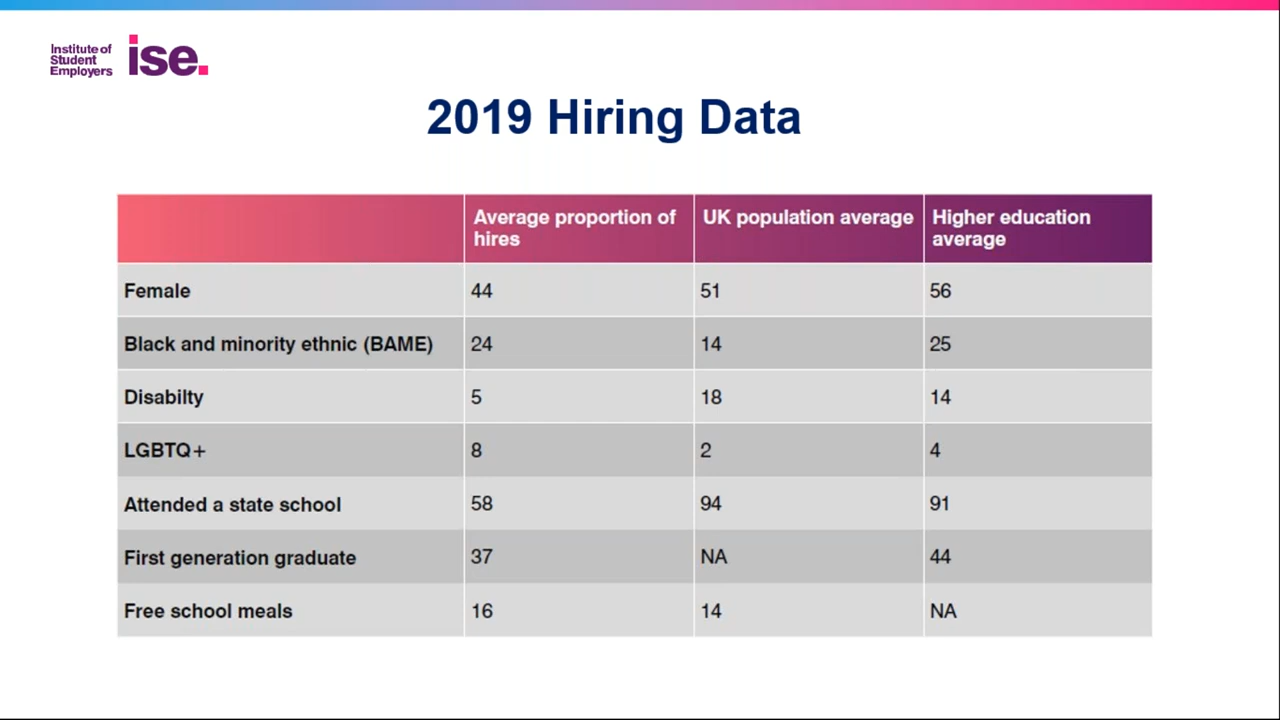 Institute of
Student
Employers
ise.
2019 Hiring Data
Average proportion of hires UK population average Higher education average
Female 44 51 56
Black and minority ethnic (BAME) 24 14 25
Disabilty 5 18 14
LGBTQ+ 8 2 4
Attended a state school 58 94 91
First generation graduate 37 NA 44
Free school meals 16 14 NA